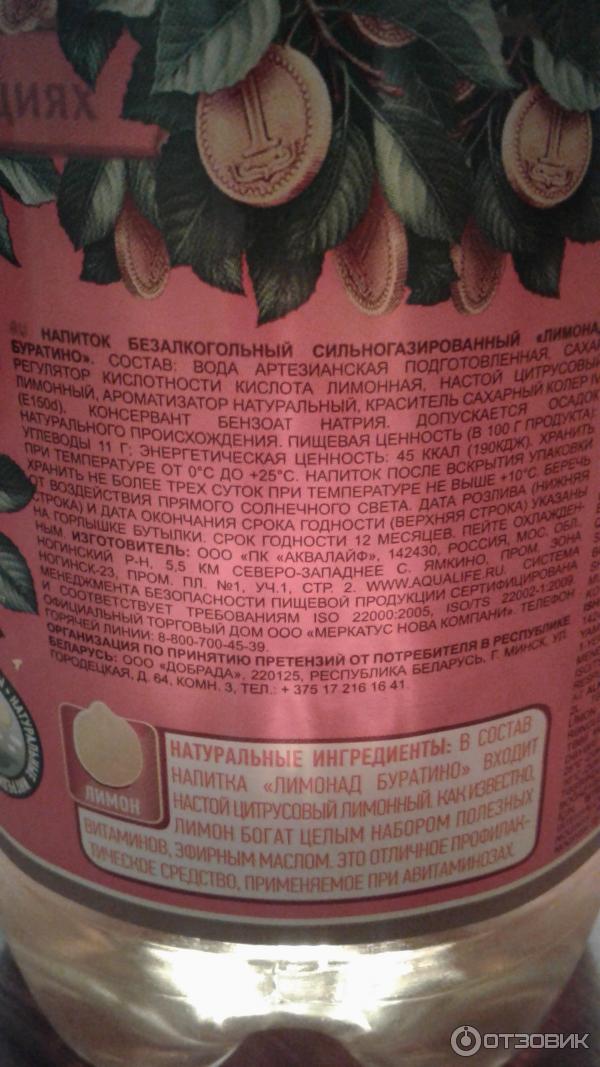 ЦИЯХ
RU НАПИТОК БЕЗАЛКОГОЛЬНЫЙ СИЛЬНОГАЗИРОВАННЫЙ «ЛИМОНАД
БУРАТИНО». СОСТАВ: ВОДА АРТЕЗИАНСКАЯ ПОДГОТОВЛЕННАЯ, САХАР
РЕГУЛЯТОР КИСЛОТНОСТИ КИСЛОТА ЛИМОННАЯ, НАСТОЙ ЦИТРУСОВЫЙ
ЛИМОННЫЙ, АРОМАТИЗАТОР НАТУРАЛЬНЫЙ, КРАСИТЕЛЬ САХАРНЫЙ КОЛЕР IV
(E150d), КОНСЕРВАНТ БЕНЗОАТ НАТРИЯ. ДОПУСКАЕТСЯ ОСАДОК
НАТУРАЛЬНОГО ПРОИСХОЖДЕНИЯ. ПИЩЕВАЯ ЦЕННОСТЬ (В 100 Г ПРОДУКТА):
УГЛЕВОДЫ 11 Г; ЭНЕРГЕТИЧЕСКАЯ ЦЕННОСТЬ: 45 ККАЛ (190КДЖ). ХРАНИТЬ
ПРИ ТЕМПЕРАТУРЕ ОТ 0°С ДО +25°С. НАПИТОК ПОСЛЕ ВСКРЫТИЯ УПАКОВКИ
ХРАНИТЬ НЕ БОЛЕЕ ТРЕХ СУТОК ПРИ ТЕМПЕРАТУРЕ НЕ ВЫШЕ +10°С. БЕРЕЧЬ
ОТ ВОЗДЕЙСТВИЯ ПРЯМОГО СОЛНЕЧНОГО СВЕТА. ДАТА РОЗЛИВА (НИЖНЯЯ
СТРОКА) И ДАТА ОКОНЧАНИЯ СРОКА ГОДНОСТИ (ВЕРХНЯЯ СТРОКА) УКАЗАНЫ
НА ГОРЛЫШКЕ БУТЫЛКИ. СРОК ГОДНОСТИ 12 МЕСЯЦЕВ. ПЕЙТЕ ОХЛАЖДЕН-
НЫМ. ИЗГОТОВИТЕЛЬ: ООО «ПК «АКВАЛАЙФ», 142430, РОССИЯ, МОС. ОБЛ.
НОГИНСКИЙ Р-Н, 5,5 КМ СЕВЕРО-ЗАПАДНЕЕ С. ЯМКИНО, ПРОМ. ЗОНА
НОГИНСК-23, ПРОМ. ПЛ. №1, УЧ.1, СТР. 2. WWW.AQUALIFE.RU. СИСТЕМА
МЕНЕДЖМЕНТА БЕЗОПАСНОСТИ ПИЩЕВОЙ ПРОДУКЦИИ СЕРТИФИЦИРОВАНА
И СООТВЕТСТВУЕТ ТРЕБОВАНИЯМ ISO 22000:2005, ISO/TS 22002-1:2009.
ОФИЦИАЛЬНЫЙ ТОРГОВЫЙ ДОМ ООО «МЕРКАТУС НОВА КОМПАНИ». ТЕЛЕФОН
ГОРЯЧЕЙ ЛИНИИ: 8-800-700-45-39.
ОРГАНИЗАЦИЯ ПО ПРИНЯТИЮ ПРЕТЕНЗИЙ ОТ ПОТРЕБИТЕЛЯ В РЕСПУБЛИКЕ
БЕЛАРУСЬ: ООО «ДОБРАДА», 220125, РЕСПУБЛИКА БЕЛАРУСЬ, Г. МИНСК, УЛ.
ГОРОДЕЦКАЯ, Д. 64, КОМН. 3, ТЕЛ.: + 375 17 216 16 41.
ЛИМОН
НАТУРАЛЬНЫЕ ИНГРЕДИЕНТЫ: В СОСТАВ
НАПИТКА «ЛИМОНАД БУРАТИНО» ВХОДИТ
НАСТОЙ ЦИТРУСОВЫЙ ЛИМОННЫЙ. КАК ИЗВЕСТНО,
ЛИМОН БОГАТ ЦЕЛЫМ НАБОРОМ ПОЛЕЗНЫХ
ВИТАМИНОВ, ЭФИРНЫМ МАСЛОМ. ЭТО ОТЛИЧНОЕ ПРОФИЛАК-
ТИЧЕСКОЕ СРЕДСТВО, ПРИМЕНЯЕМОЕ ПРИ АВИТАМИНОЗАХ.
ОТЗОВИК